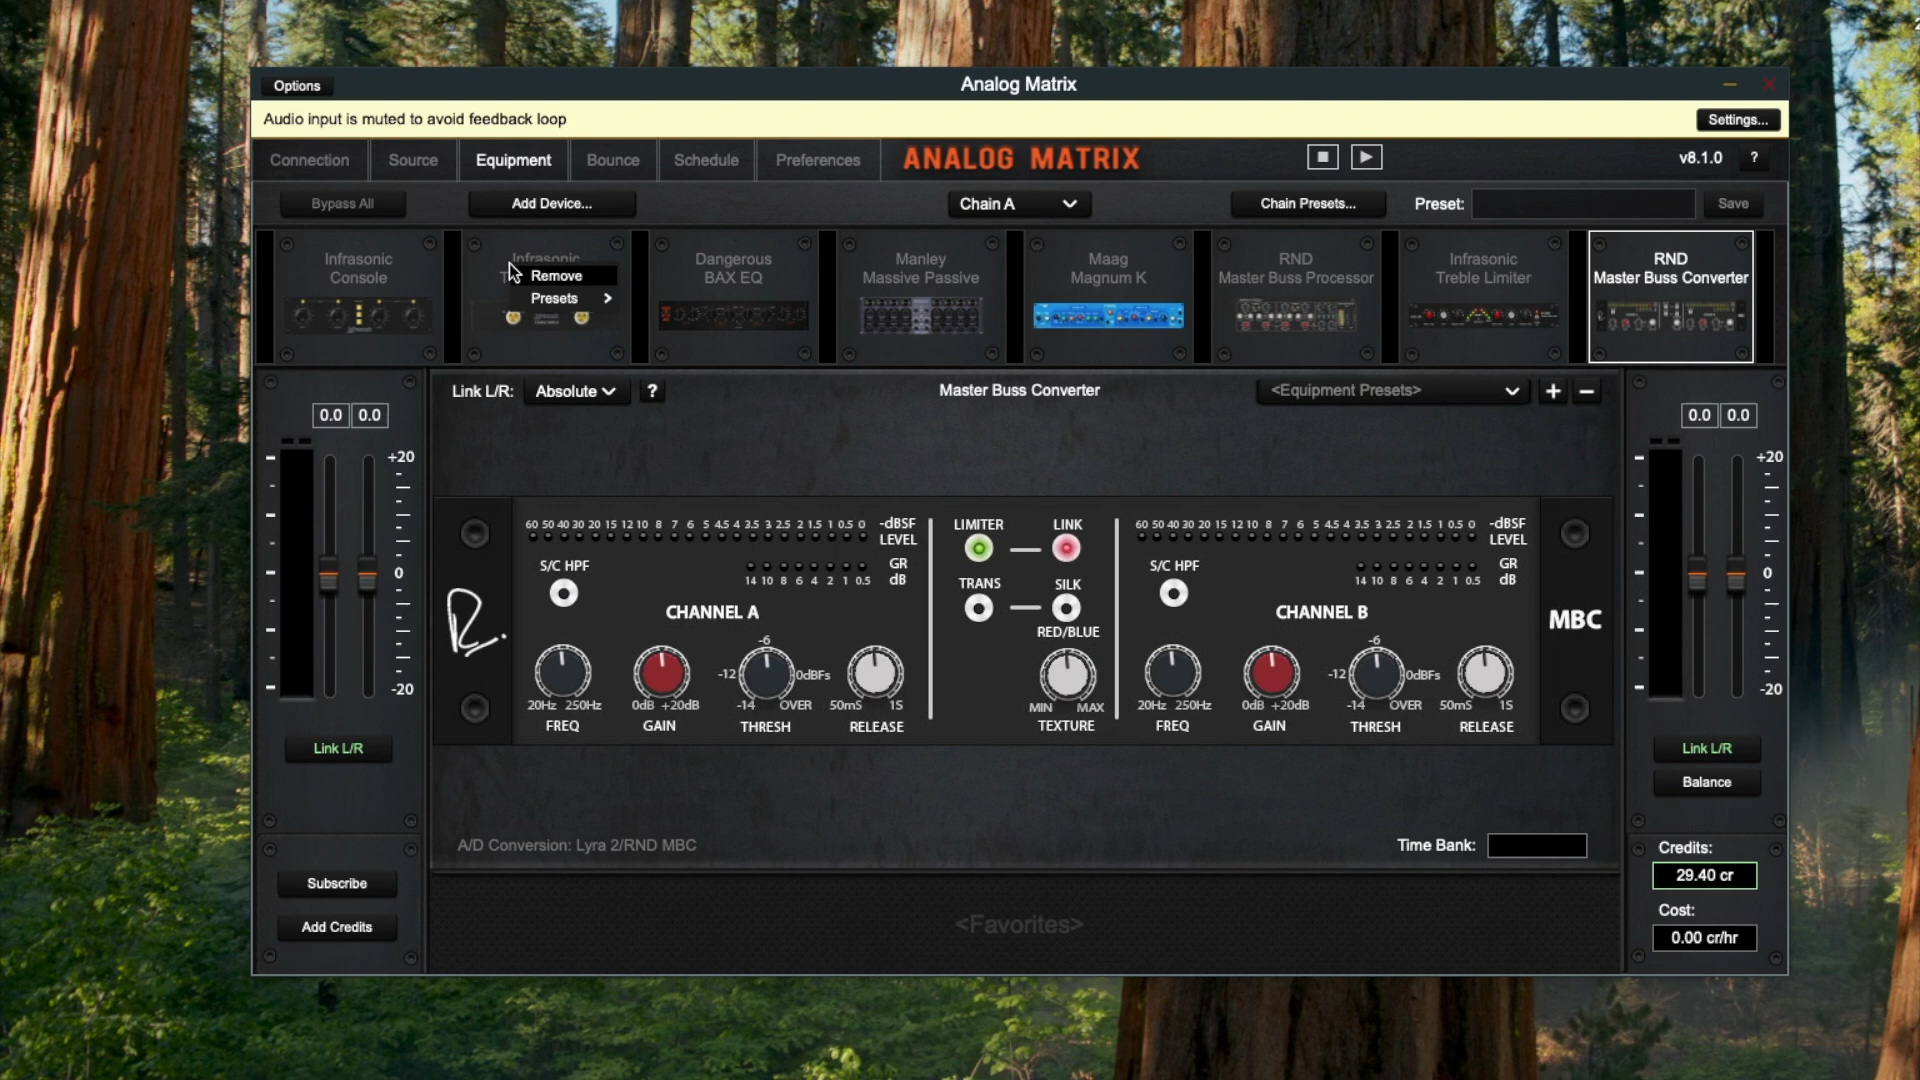 Options
Analog Matrix
Audio input is muted to avoid feedback loop
Settings...
Connection
Source
Equipment
Bounce
Schedule
Preferences
ANALOG MATRIX
v8.1.0
?
Bypass All
Add Device...
Chain A
Chain Presets...
Preset:
Save
Infrasonic
Console
Infrasonic
Remove
Presets
Dangerous
BAX EQ
Manley
Massive Passive
Maag
Magnum K
RND
Master Buss Processor
Infrasonic
Treble Limiter
RND
Master Buss Converter
Link L/R:
Absolute
?
Master Buss Converter
<Equipment Presets>
+
−
0.0 0.0
+20
0
-20
Link L/R
60 50 40 30 20 15 12 10 8 7 6 5 4.5 4 3.5 3 2.5 2 1.5 1 0.5 0
-dBSF
LEVEL
S/C HPF
GR
dB
14 10 8 6 4 2 1 0.5
CHANNEL A
20Hz 250Hz
FREQ
0dB +20dB
GAIN
-6
-12
0dBFs
-14 OVER
THRESH
50mS 1S
RELEASE
LIMITER
LINK
TRANS
SILK
RED/BLUE
MIN MAX
TEXTURE
60 50 40 30 20 15 12 10 8 7 6 5 4.5 4 3.5 3 2.5 2 1.5 1 0.5 0
-dBSF
LEVEL
S/C HPF
GR
dB
14 10 8 6 4 2 1 0.5
CHANNEL B
20Hz 250Hz
FREQ
0dB +20dB
GAIN
-6
-12
0dBFs
-14 OVER
THRESH
50mS 1S
RELEASE
R.
MBC
0.0 0.0
+20
0
-20
Link L/R
Balance
A/D Conversion: Lyra 2/RND MBC
Time Bank:
Subscribe
Add Credits
<Favorites>
Credits:
29.40 cr
Cost:
0.00 cr/hr